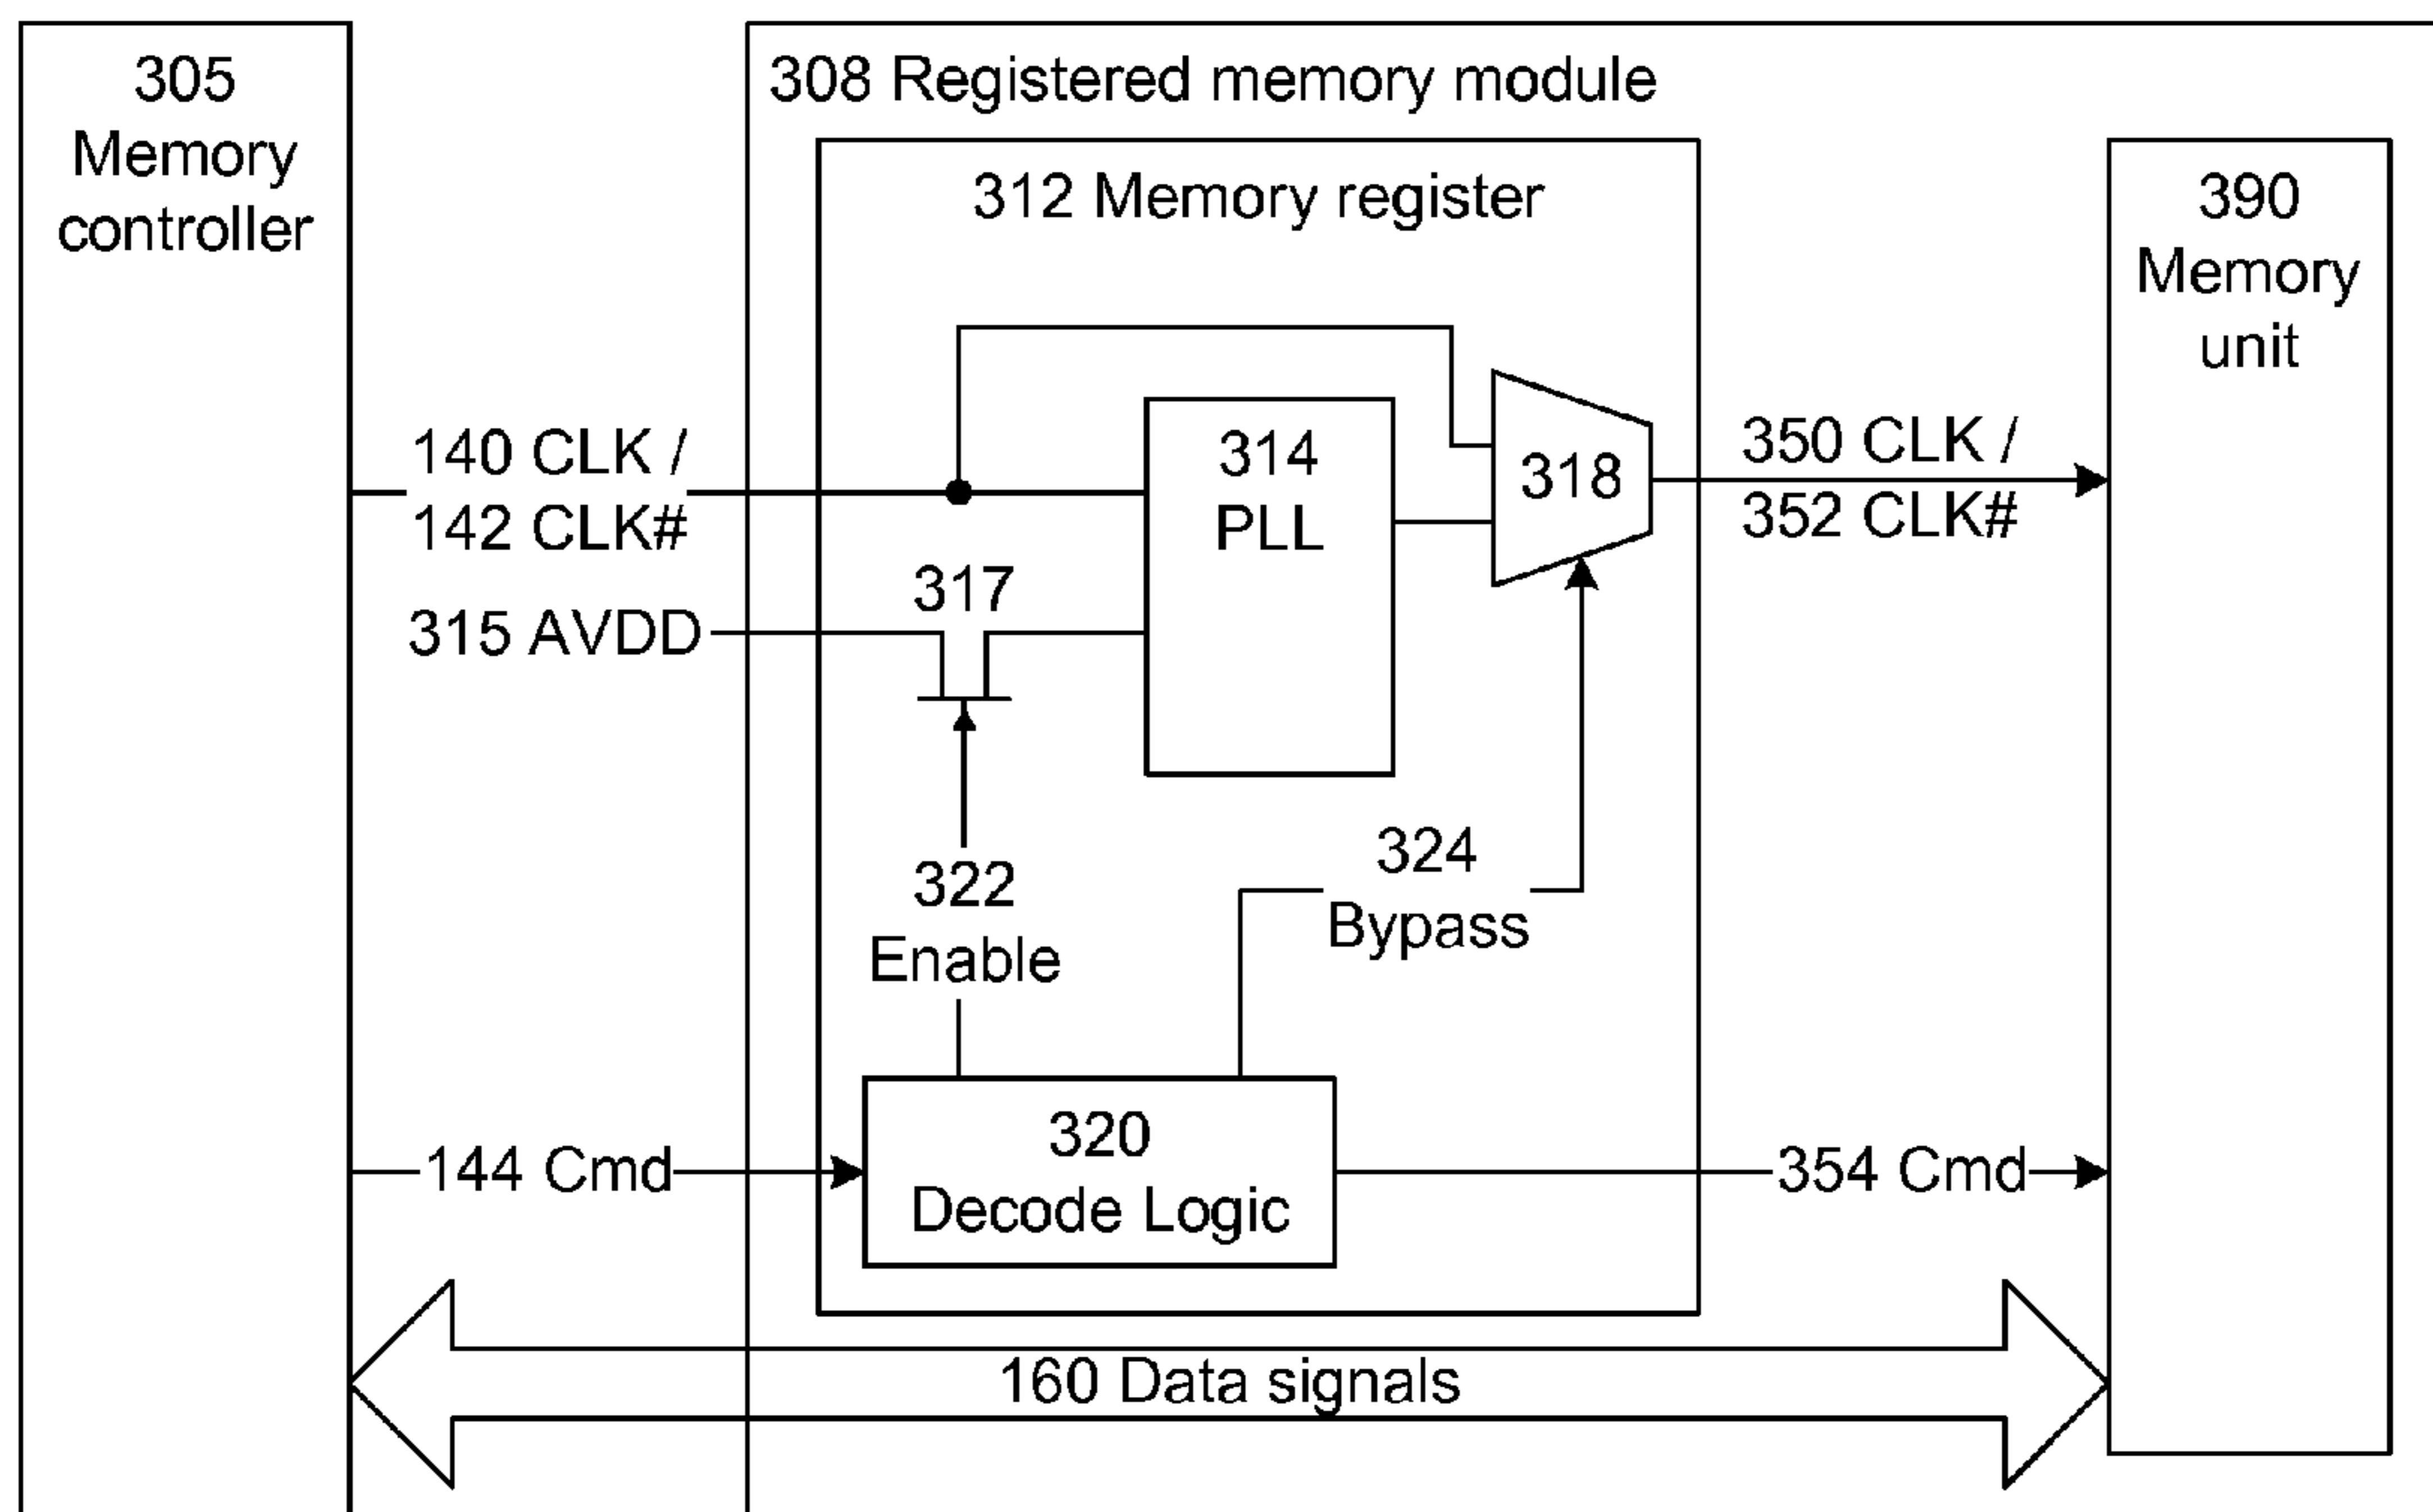 305
Memory
controller
308 Registered memory module
312 Memory register
390
Memory
unit
140 CLK /
142 CLK#
314
PLL
318
350 CLK /
352 CLK#
317
315 AVDD
322
Enable
324
Bypass
144 Cmd
320
Decode Logic
354 Cmd
160 Data signals